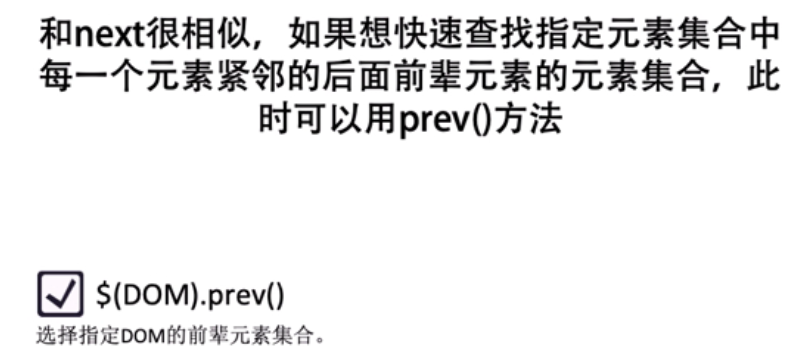 和next很相似，如果想快速查找指定元素集合中
每一个元素紧邻的后面前辈元素的元素集合，此
时可以用prev()方法
$(DOM).prev()
选择指定DOM的前辈元素集合。